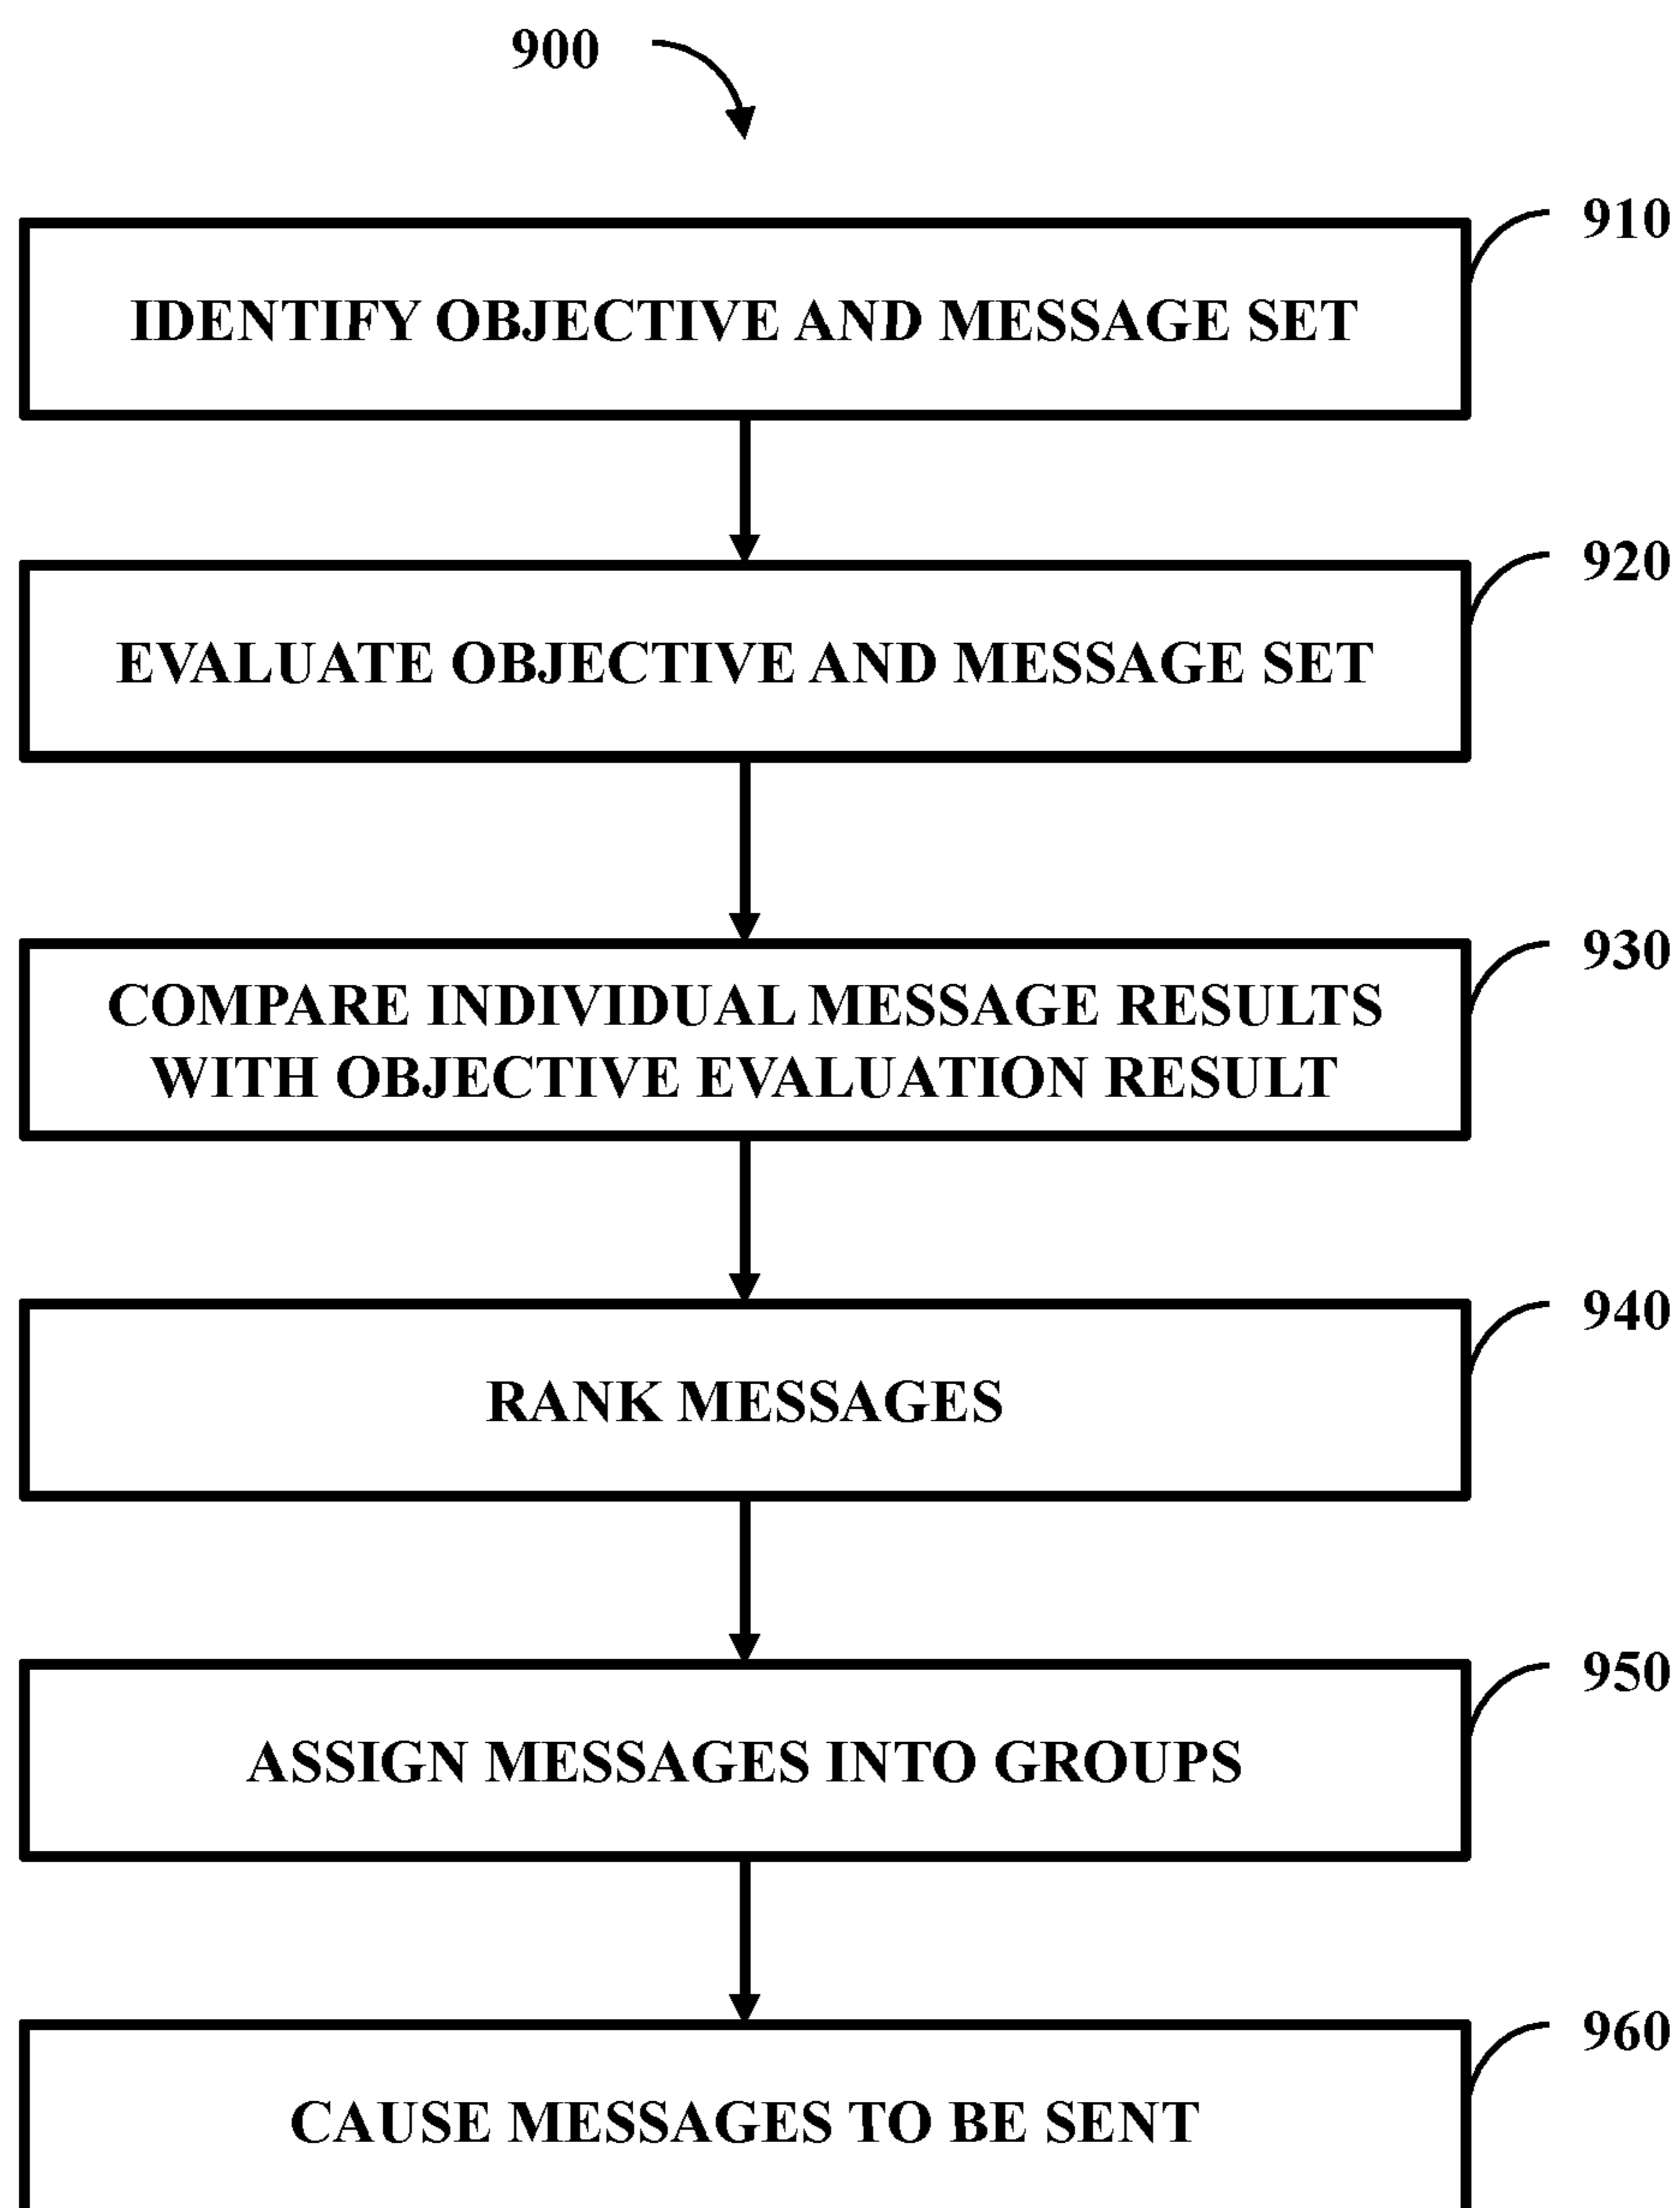 900
910
IDENTIFY OBJECTIVE AND MESSAGE SET
920
EVALUATE OBJECTIVE AND MESSAGE SET
930
COMPARE INDIVIDUAL MESSAGE RESULTS
WITH OBJECTIVE EVALUATION RESULT
940
RANK MESSAGES
950
ASSIGN MESSAGES INTO GROUPS
960
CAUSE MESSAGES TO BE SENT